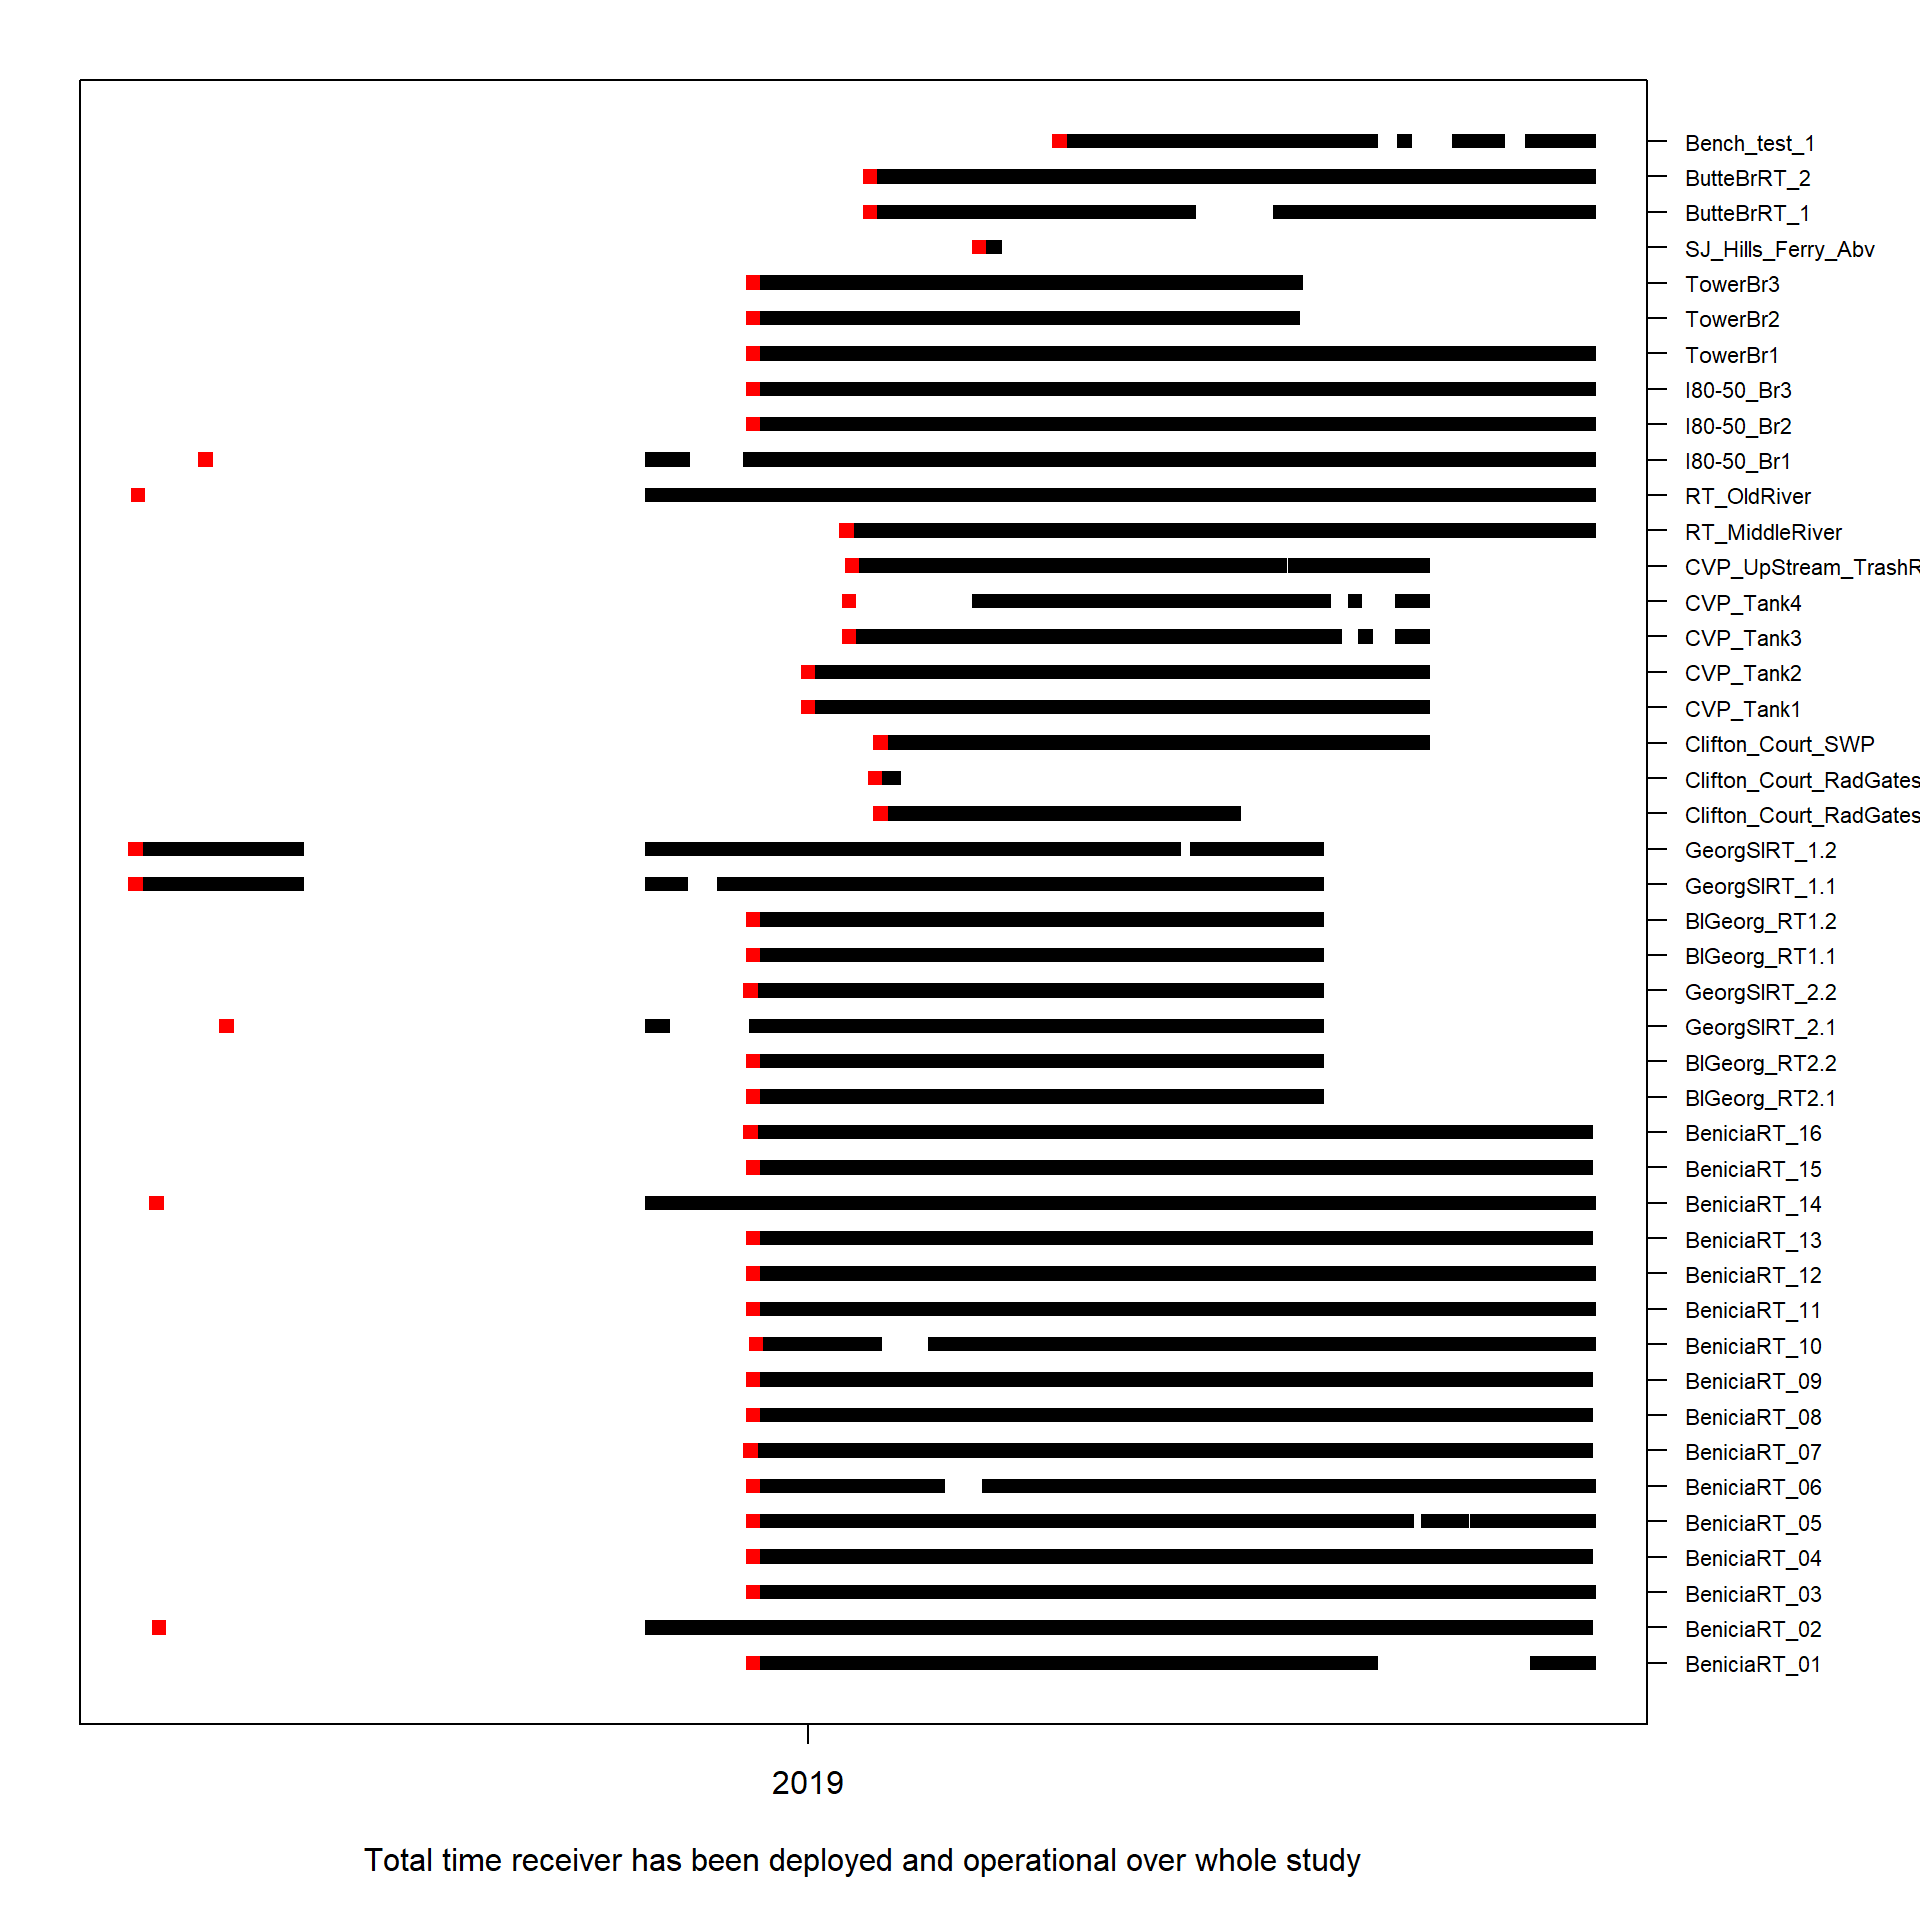 Bench_test_1
ButteBrRT_2
ButteBrRT_1
SJ_Hills_Ferry_Abv
TowerBr3
TowerBr2
TowerBr1
I80-50_Br3
I80-50_Br2
I80-50_Br1
RT_OldRiver
RT_MiddleRiver
CVP_UpStream_TrashR
CVP_Tank4
CVP_Tank3
CVP_Tank2
CVP_Tank1
Clifton_Court_SWP
Clifton_Court_RadGates
Clifton_Court_RadGates
GeorgSlRT_1.2
GeorgSlRT_1.1
BlGeorg_RT1.2
BlGeorg_RT1.1
GeorgSlRT_2.2
GeorgSlRT_2.1
BlGeorg_RT2.2
BlGeorg_RT2.1
BeniciaRT_16
BeniciaRT_15
BeniciaRT_14
BeniciaRT_13
BeniciaRT_12
BeniciaRT_11
BeniciaRT_10
BeniciaRT_09
BeniciaRT_08
BeniciaRT_07
BeniciaRT_06
BeniciaRT_05
BeniciaRT_04
BeniciaRT_03
BeniciaRT_02
BeniciaRT_01
2019
Total time receiver has been deployed and operational over whole study